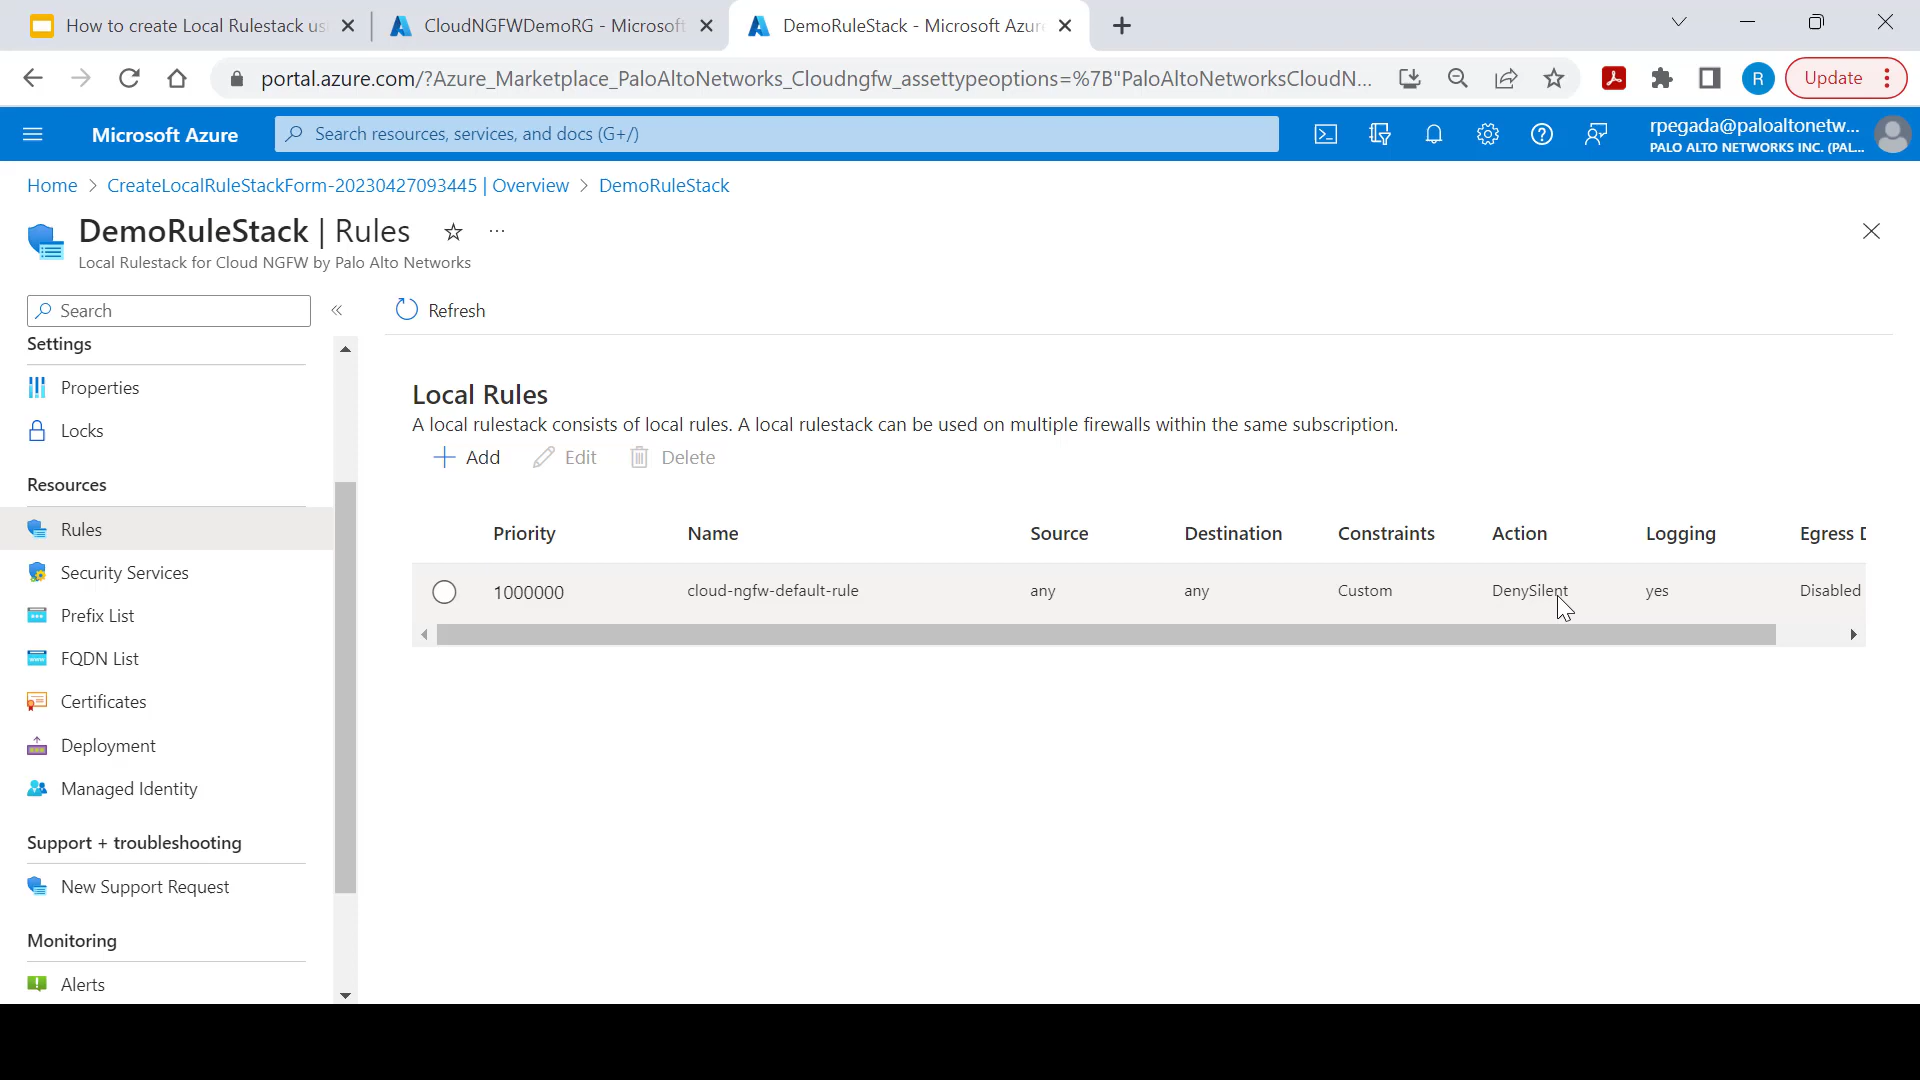 How to create Local Rulestack us
CloudNGFWDemoRG - Microsoft
DemoRuleStack - Microsoft Azure
portal.azure.com/?Azure_Marketplace_PaloAltoNetworks_Cloudngfw_assettypeoptions=%7B"PaloAltoNetworksCloudN...
R
Update
Microsoft Azure
Search resources, services, and docs (G+/)
rpegada@paloaltonetw...
PALO ALTO NETWORKS INC. (PAL...
Home > CreateLocalRuleStackForm-20230427093445 | Overview > DemoRuleStack
DemoRuleStack | Rules
Local Rulestack for Cloud NGFW by Palo Alto Networks
Search
Refresh
Settings
Properties
Locks
Resources
Rules
Security Services
Prefix List
FQDN List
Certificates
Deployment
Managed Identity
Support + troubleshooting
New Support Request
Monitoring
Alerts
Local Rules
A local rulestack consists of local rules. A local rulestack can be used on multiple firewalls within the same subscription.
Add Edit Delete
Priority Name Source Destination Constraints Action Logging Egress D
1000000 cloud-ngfw-default-rule any any Custom DenySilent yes Disabled